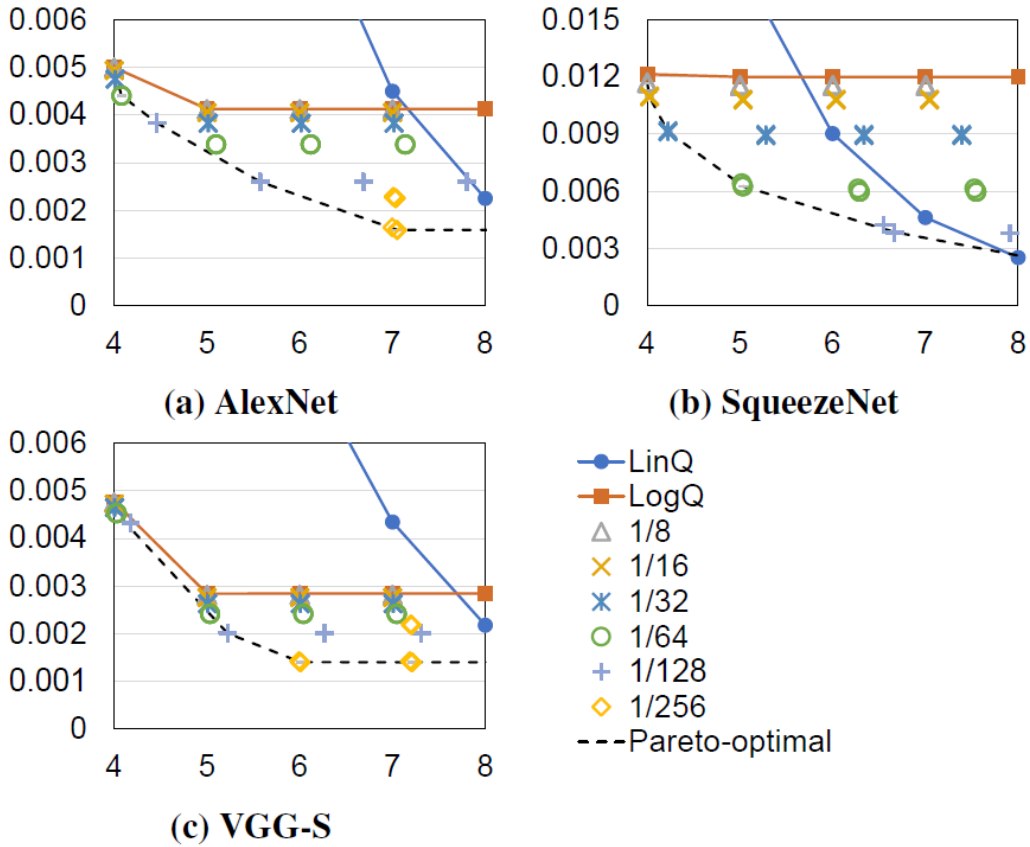 0.006
0.005
0.004
0.003
0.002
0.001
0
4 5 6 7 8
(a) AlexNet
0.015
0.012
0.009
0.006
0.003
0
4 5 6 7 8
(b) SqueezeNet
0.006
0.005
0.004
0.003
0.002
0.001
0
4 5 6 7 8
(c) VGG-S
LinQ
LogQ
1/8
1/16
1/32
1/64
1/128
1/256
Pareto-optimal